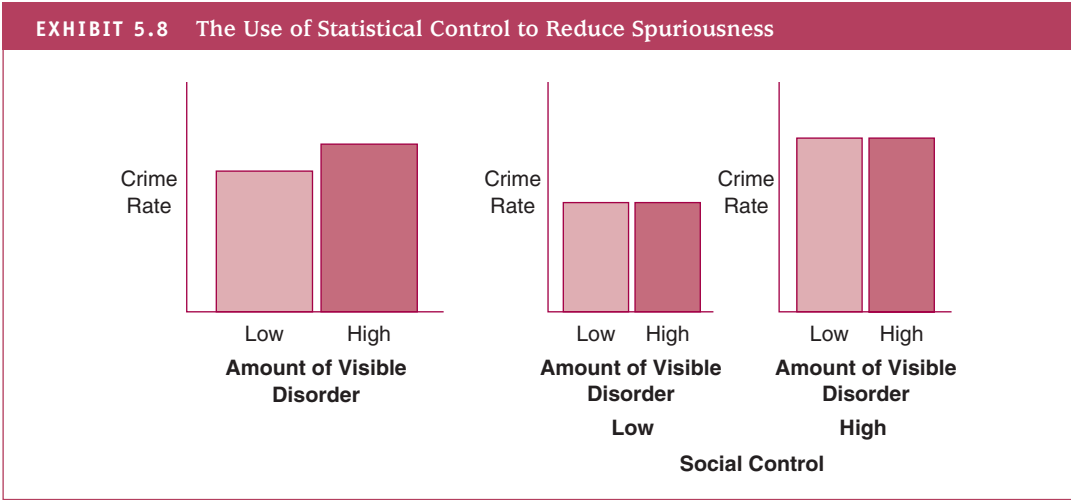 EXHIBIT 5.8 The Use of Statistical Control to Reduce Spuriousness
Crime
Rate
Low High
Amount of Visible
Disorder
Crime
Rate
Low High
Amount of Visible
Disorder
Low
Crime
Rate
Low High
Amount of Visible
Disorder
High
Social Control